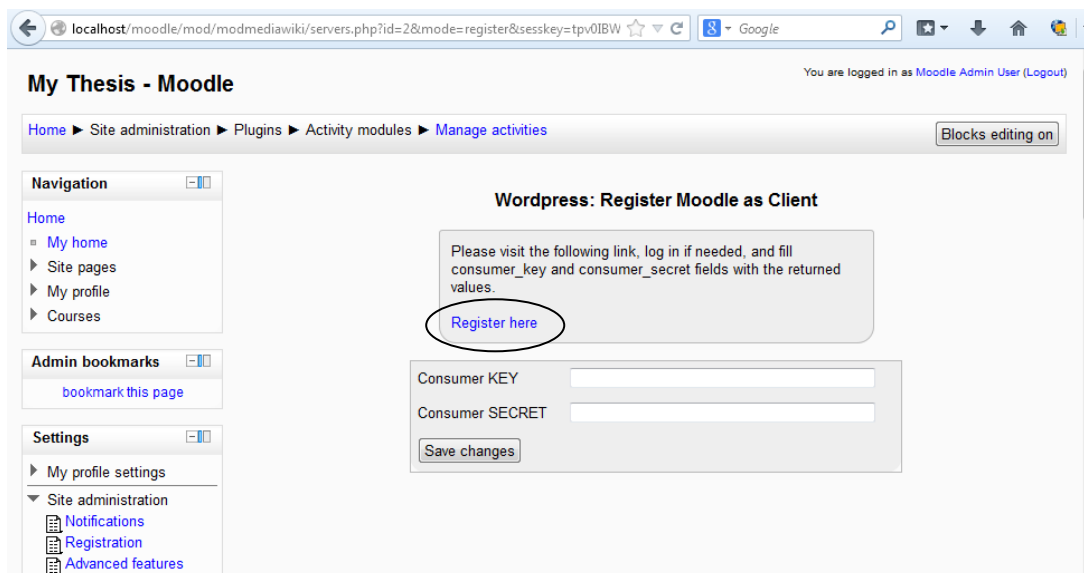 localhost/moodle/mod/modmediawiki/servers.php?id=2&mode=register&sesskey=tpv0IBW
Google
You are logged in as Moodle Admin User (Logout)
My Thesis - Moodle
Home ► Site administration ► Plugins ► Activity modules ► Manage activities
Blocks editing on
Navigation
Home
My home
Site pages
My profile
Courses
Admin bookmarks
bookmark this page
Settings
My profile settings
Site administration
Notifications
Registration
Advanced features
Wordpress: Register Moodle as Client
Please visit the following link, log in if needed, and fill
consumer_key and consumer_secret fields with the returned
values.
Register here
Consumer KEY
Consumer SECRET
Save changes